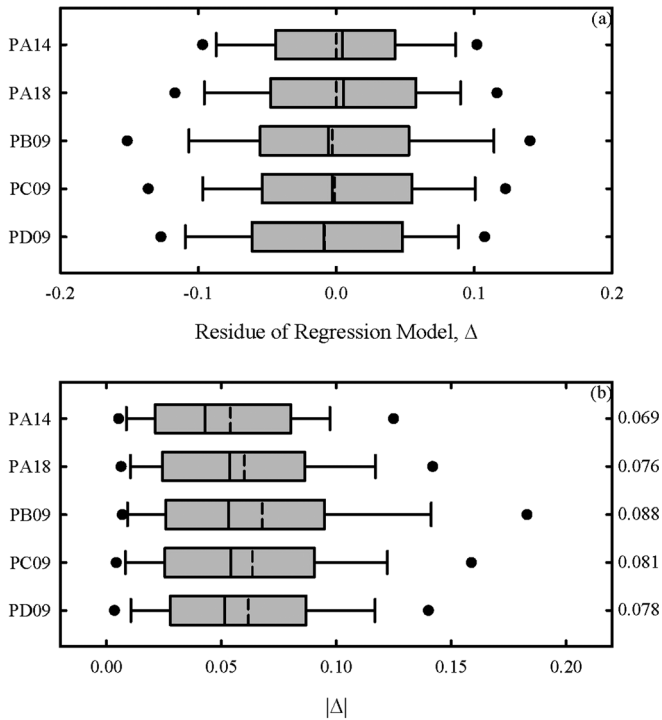 (a)
PA14
PA18
PB09
PC09
PD09
-0.2 -0.1 0.0 0.1 0.2
Residue of Regression Model, Δ
(b)
PA14 0.069
PA18 0.076
PB09 0.088
PC09 0.081
PD09 0.078
0.00 0.05 0.10 0.15 0.20
|Δ|